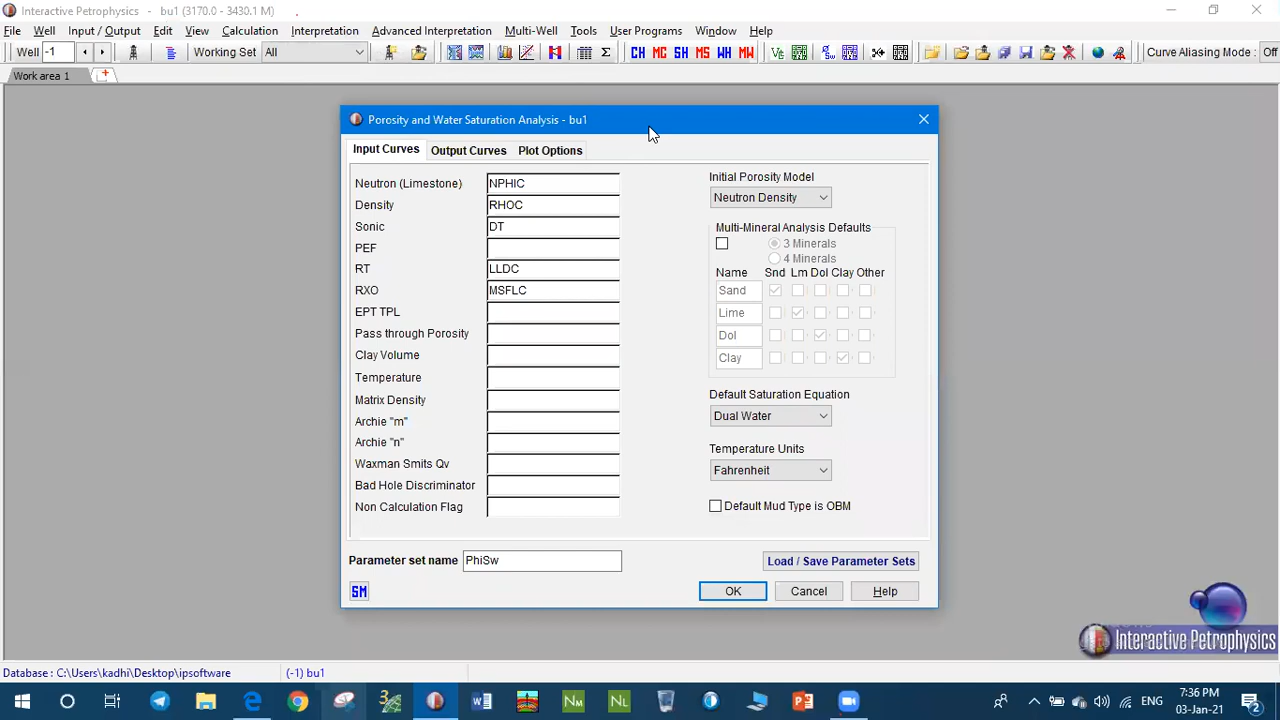 Interactive Petrophysics - bu1 (3170.0 - 3430.1 M)
File Well Input / Output Edit View Calculation Interpretation Advanced Interpretation Multi-Well Tools User Programs Window Help
Well -1 Working Set All CH MC SH MS WH MW Curve Aliasing Mode : Off
Work area 1
Porosity and Water Saturation Analysis - bu1
Input Curves Output Curves Plot Options
Neutron (Limestone) NPHIC
Density RHOC
Sonic DT
PEF
RT LLDC
RXO MSFLC
EPT TPL
Pass through Porosity
Clay Volume
Temperature
Matrix Density
Archie "m"
Archie "n"
Waxman Smits Qv
Bad Hole Discriminator
Non Calculation Flag
Initial Porosity Model
Neutron Density
Multi-Mineral Analysis Defaults
3 Minerals
4 Minerals
Name Snd Lm Dol Clay Other
Sand
Lime
Dol
Clay
Default Saturation Equation
Dual Water
Temperature Units
Fahrenheit
Default Mud Type is OBM
Parameter set name PhiSw
Load / Save Parameter Sets
SM OK Cancel Help
Interactive Petrophysics
Database : C:\Users\kadhi\Desktop\ipsoftware (-1) bu1
ENG
7:36 PM
03-Jan-21